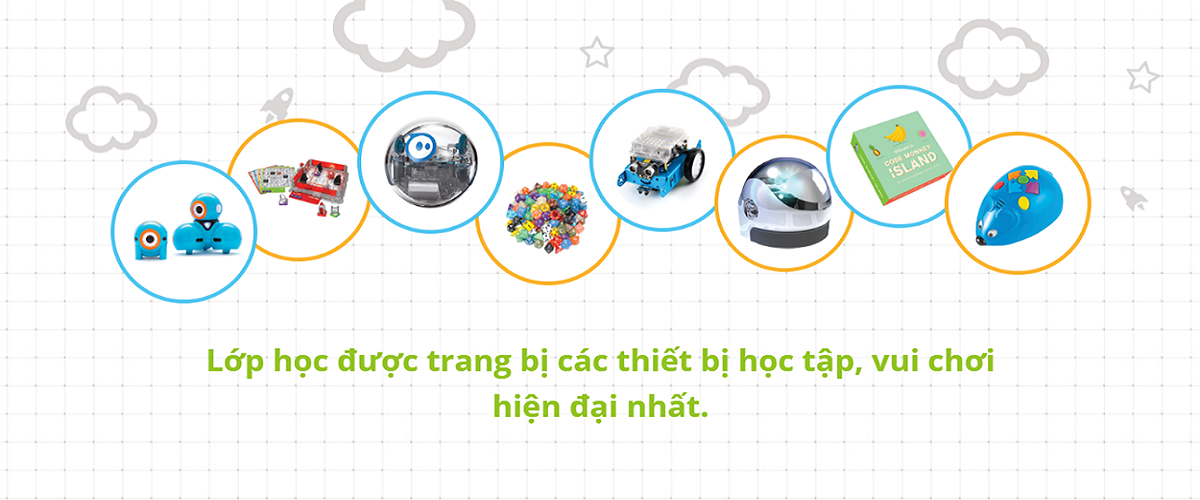 CODE MONKEY
iSLAND
Lớp học được trang bị các thiết bị học tập, vui chơi
hiện đại nhất.